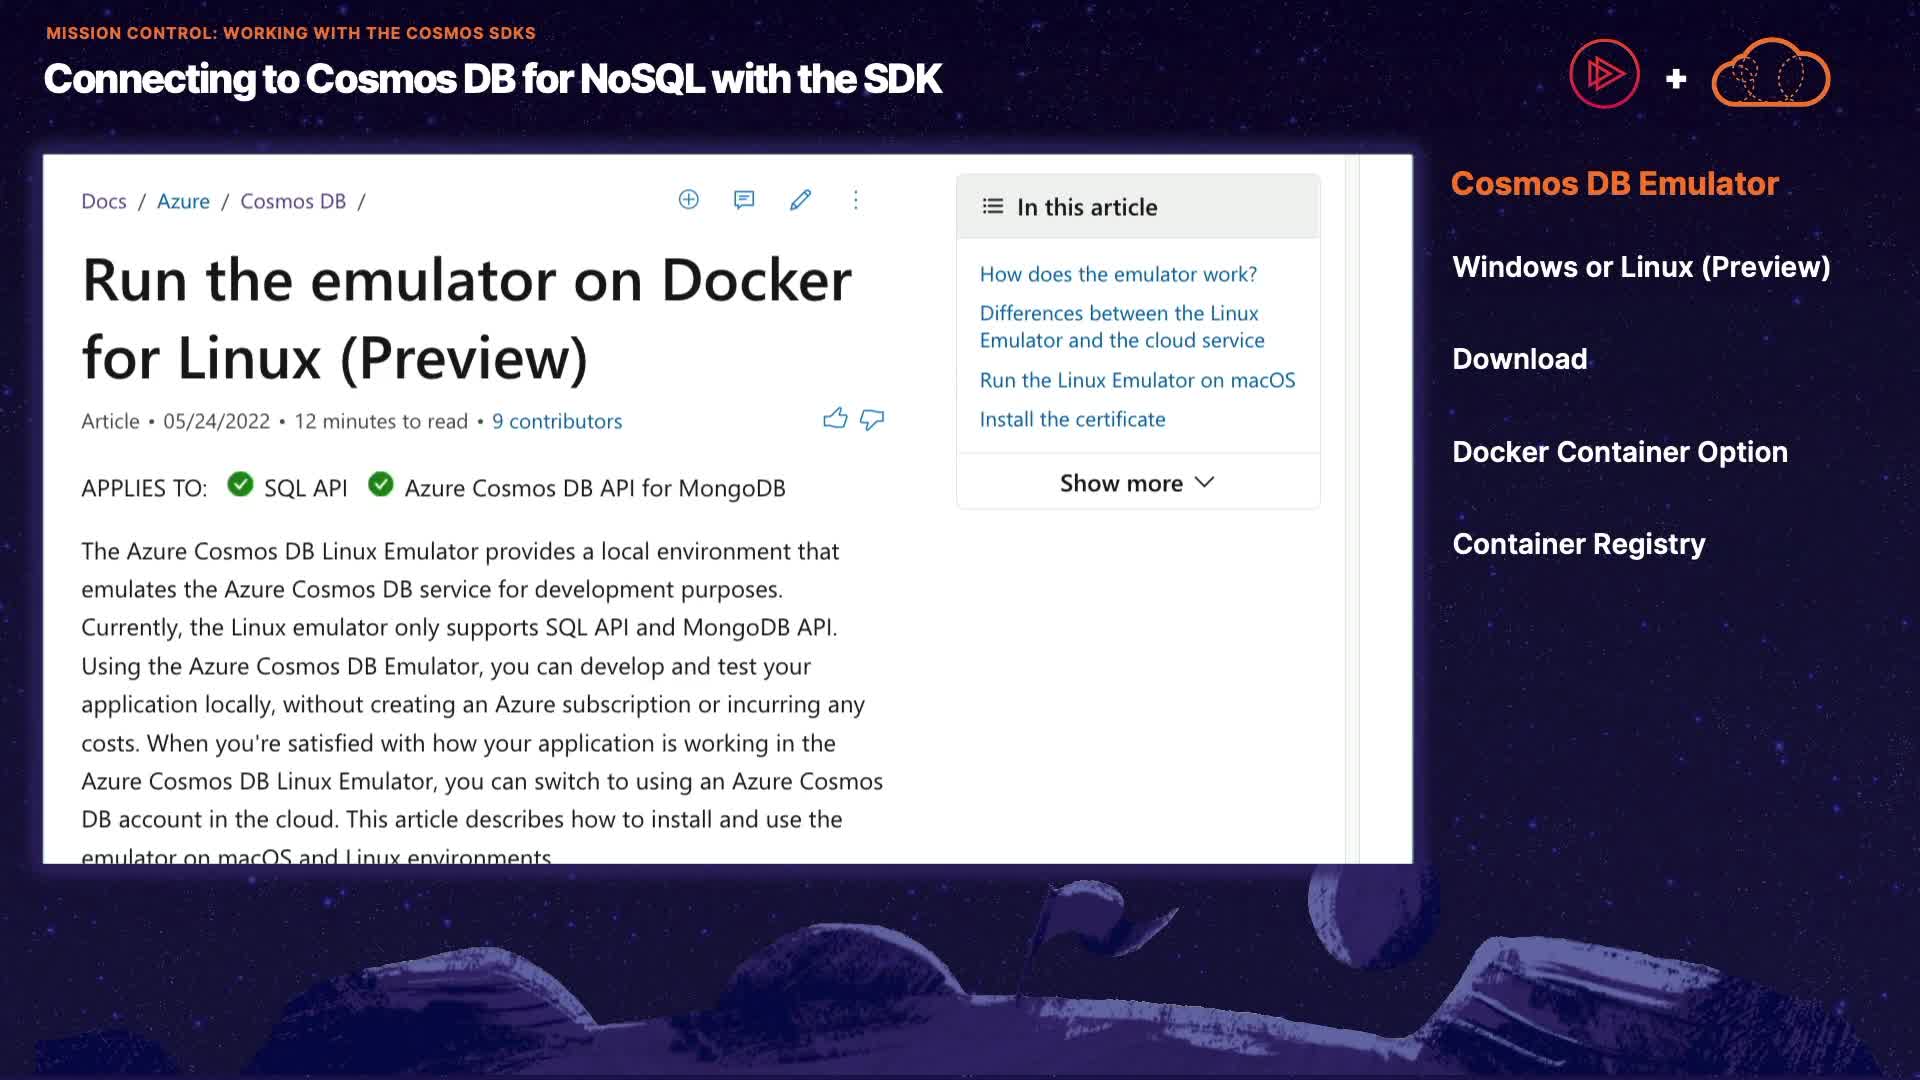 MISSION CONTROL: WORKING WITH THE COSMOS SDKS
Connecting to Cosmos DB for NoSQL with the SDK
+
Docs / Azure / Cosmos DB /
Run the emulator on Docker
for Linux (Preview)
Article • 05/24/2022 • 12 minutes to read • 9 contributors
APPLIES TO: SQL API Azure Cosmos DB API for MongoDB
The Azure Cosmos DB Linux Emulator provides a local environment that
emulates the Azure Cosmos DB service for development purposes.
Currently, the Linux emulator only supports SQL API and MongoDB API.
Using the Azure Cosmos DB Emulator, you can develop and test your
application locally, without creating an Azure subscription or incurring any
costs. When you're satisfied with how your application is working in the
Azure Cosmos DB Linux Emulator, you can switch to using an Azure Cosmos
DB account in the cloud. This article describes how to install and use the
emulator on macOS and Linux environments
In this article
How does the emulator work?
Differences between the Linux
Emulator and the cloud service
Run the Linux Emulator on macOS
Install the certificate
Show more
Cosmos DB Emulator
Windows or Linux (Preview)
Download
Docker Container Option
Container Registry